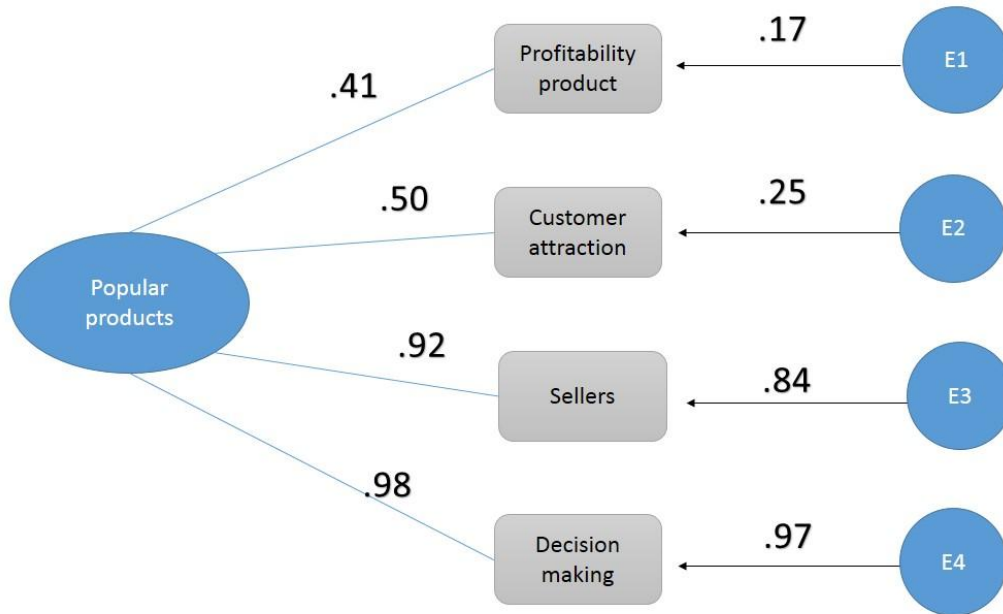 Profitability
product
.17
E1
.41
.50
Customer
attraction
.25
E2
Popular
products
.92
Sellers
.84
E3
.98
Decision
making
.97
E4